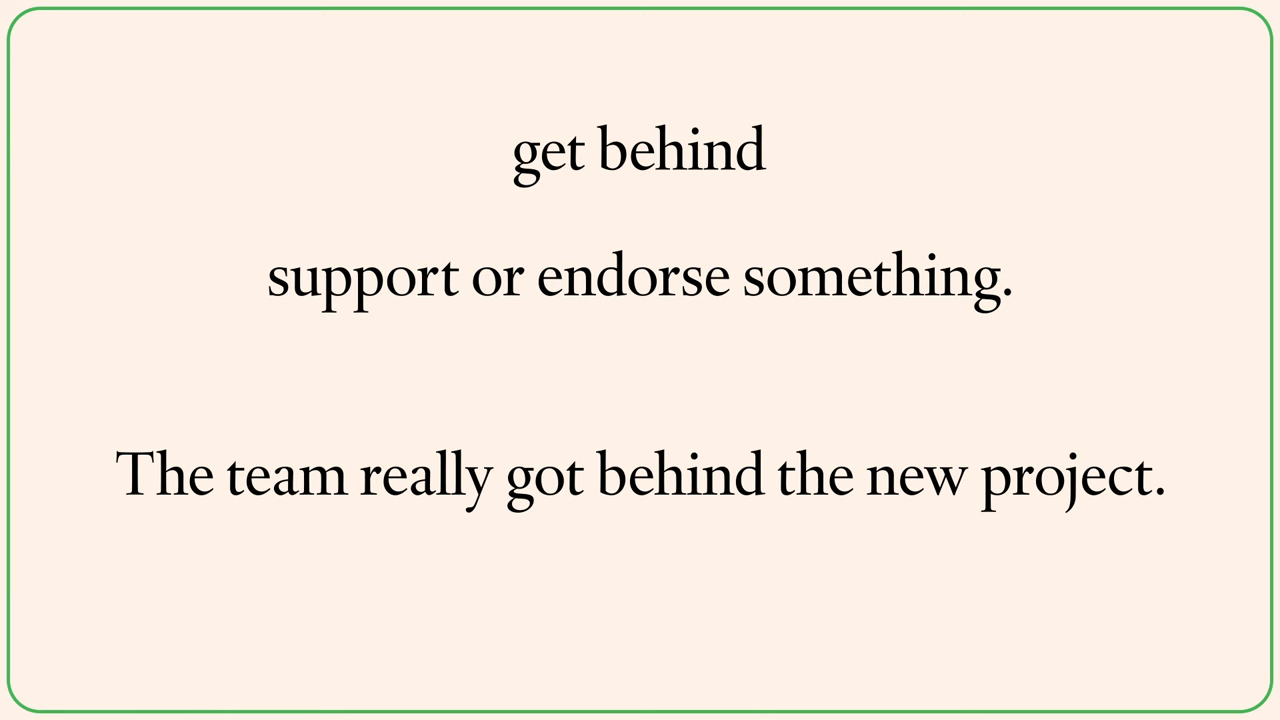 get behind
support or endorse something.
The team really got behind the new project.